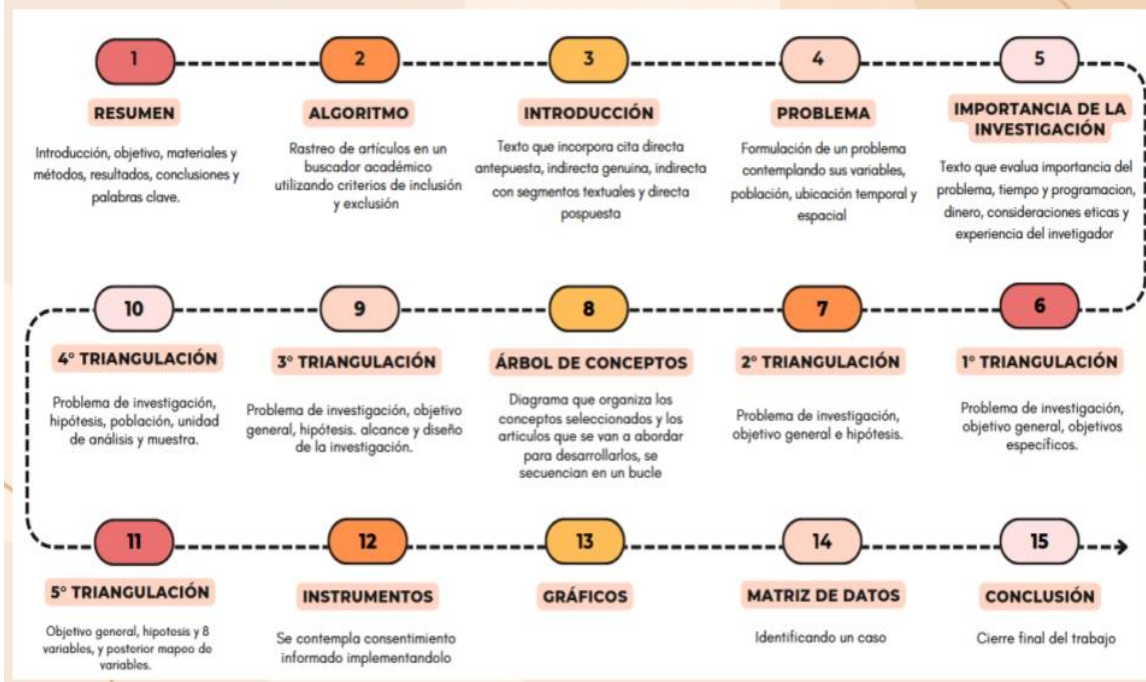 1
RESUMEN
Introducción, objetivo, materiales y
métodos, resultados, conclusiones y
palabras clave.
2
ALGORITMO
Rastreo de artículos en un
buscador académico
utilizando criterios de inclusión
y exclusión
3
INTRODUCCIÓN
Texto que incorpora cita directa
antepuesta, indirecta genuina, indirecta
con segmentos textuales y directa
pospuesta
4
PROBLEMA
Formulación de un problema
contemplando sus variables,
población, ubicación temporal y
espacial
5
IMPORTANCIA DE LA
INVESTIGACIÓN
Texto que evalua importancia del
problema, tiempo y programacion,
dinero, consideraciones eticas y
experiencia del invetigador
6
1° TRIANGULACIÓN
Problema de investigación,
objetivo general, objetivos
específicos.
7
2° TRIANGULACIÓN
Problema de investigación,
objetivo general e hipótesis.
8
ÁRBOL DE CONCEPTOS
Diagrama que organiza los
conceptos seleccionados y los
articulos que se van a abordar
para desarrollarlos, se
secuencian en un bucle
9
3° TRIANGULACIÓN
Problema de investigación, objetivo
general, hipótesis. alcance y diseño
de la investigación.
10
4° TRIANGULACIÓN
Problema de investigación,
hipótesis, población, unidad
de análisis y muestra.
11
5° TRIANGULACIÓN
Objetivo general, hipotesis y 8
variables, y posterior mapeo de
variables.
12
INSTRUMENTOS
Se contempla consentimiento
informado implementandolo
13
GRÁFICOS
14
MATRIZ DE DATOS
Identificando un caso
15
CONCLUSIÓN
Cierre final del trabajo